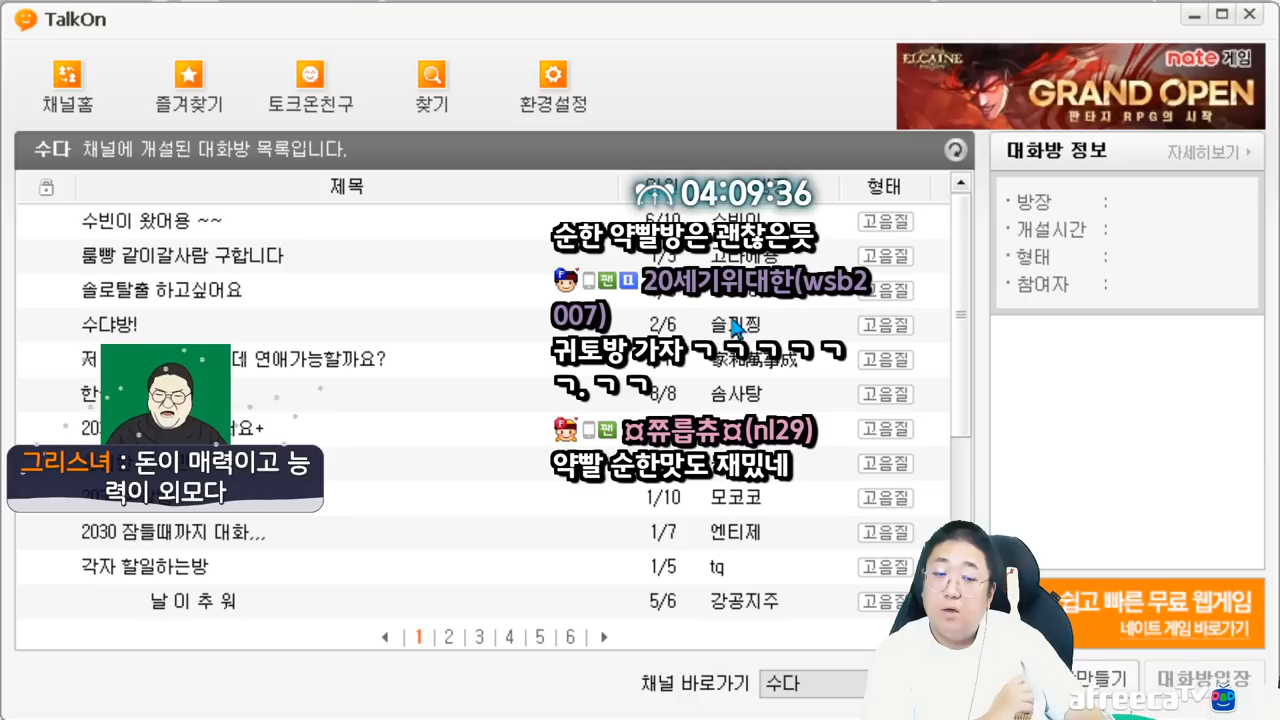 TalkOn
채널홈
즐겨찾기
토크온친구
찾기
환경설정
ELCAINE
nate 게임
GRAND OPEN
판타지 RPG의 시작
수다 채널에 개설된 대화방 목록입니다.
대화방 정보
자세히보기
제목
형태
04:09:36
수빈이 왔어용 ~~
6/10
수빈이
고음질
순한 약빨방은 괜찮은듯
룸빵 같이갈사람 구합니다
고음질
20세기위대한(wsb2
007)
솔로탈출 하고싶어요
고음질
수다방!
2/6
고음질
귀토방 가자 ㄱㄱㄱㄱㄱ
ㄱ.ㄱㄱ
저
데 연애가능할까요?
家和萬事成
고음질
한
8/8
솜사탕
고음질
¤쮸릅츄¤(nl29)
약빨 순한맛도 재밌네
고음질
그리스녀 : 돈이 매력이고 능
력이 외모다
고음질
1/10
모코코
고음질
2030 잠들때까지 대화,,,
1/7
엔티제
고음질
각자 할일하는방
1/5
tq
고음질
날 이 추 워
5/6
강공지주
고음질
1 2 3 4 5 6
방장 :
개설시간 :
형태 :
참여자 :
쉽고 빠른 무료 웹게임
네이트 게임 바로가기
채널 바로가기
수다
만들기
대화방입장
afreecaTV